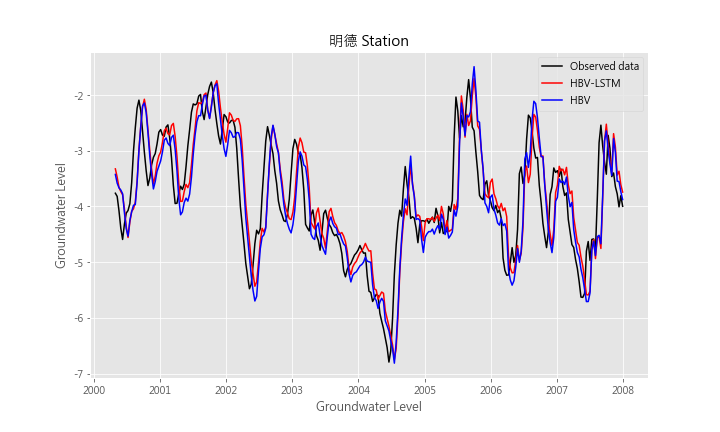 明德 Station
Observed data
HBV-LSTM
HBV
Groundwater Level
-2
-3
-4
-5
-6
-7
2000 2001 2002 2003 2004 2005 2006 2007 2008
Groundwater Level